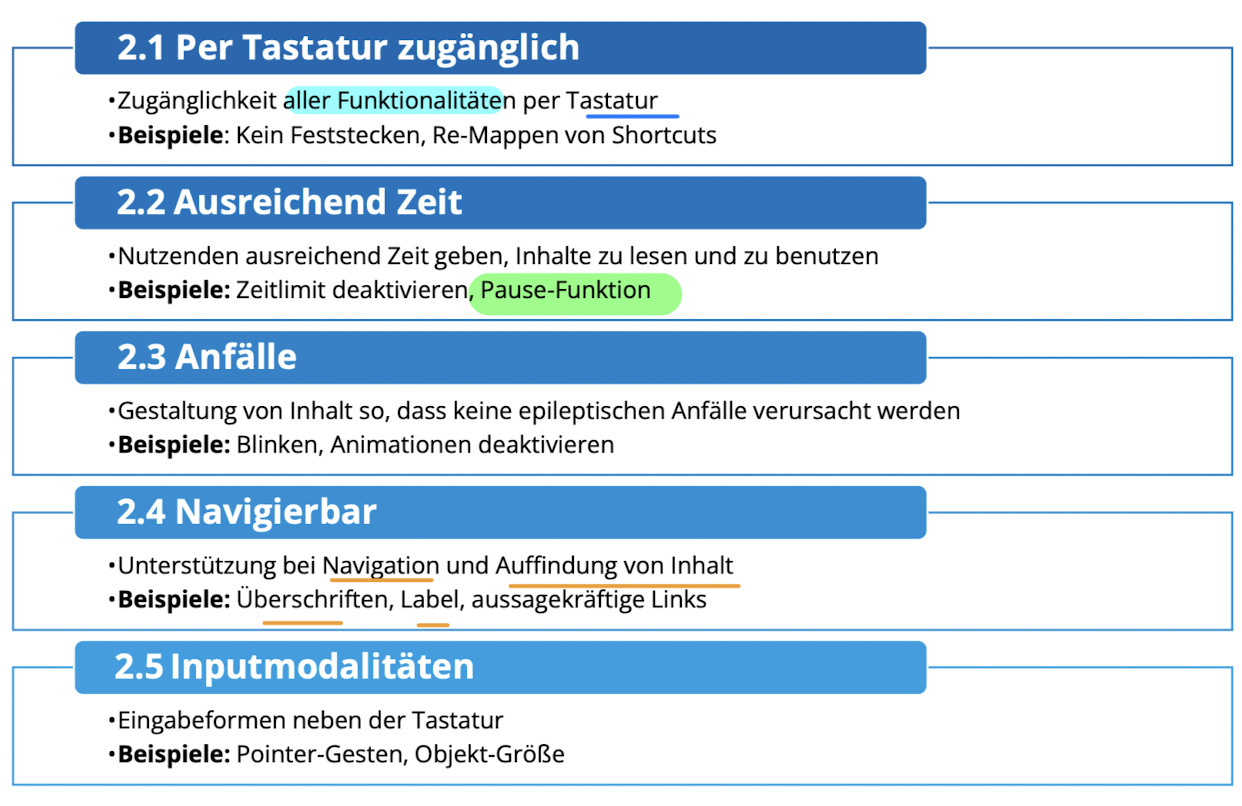 2.1 Per Tastatur zugänglich
•Zugänglichkeit aller Funktionalitäten per Tastatur
•Beispiele: Kein Feststecken, Re-Mappen von Shortcuts
2.2 Ausreichend Zeit
•Nutzenden ausreichend Zeit geben, Inhalte zu lesen und zu benutzen
•Beispiele: Zeitlimit deaktivieren, Pause-Funktion
2.3 Anfälle
•Gestaltung von Inhalt so, dass keine epileptischen Anfälle verursacht werden
•Beispiele: Blinken, Animationen deaktivieren
2.4 Navigierbar
•Unterstützung bei Navigation und Auffindung von Inhalt
•Beispiele: Überschriften, Label, aussagekräftige Links
2.5 Inputmodalitäten
•Eingabeformen neben der Tastatur
•Beispiele: Pointer-Gesten, Objekt-Größe